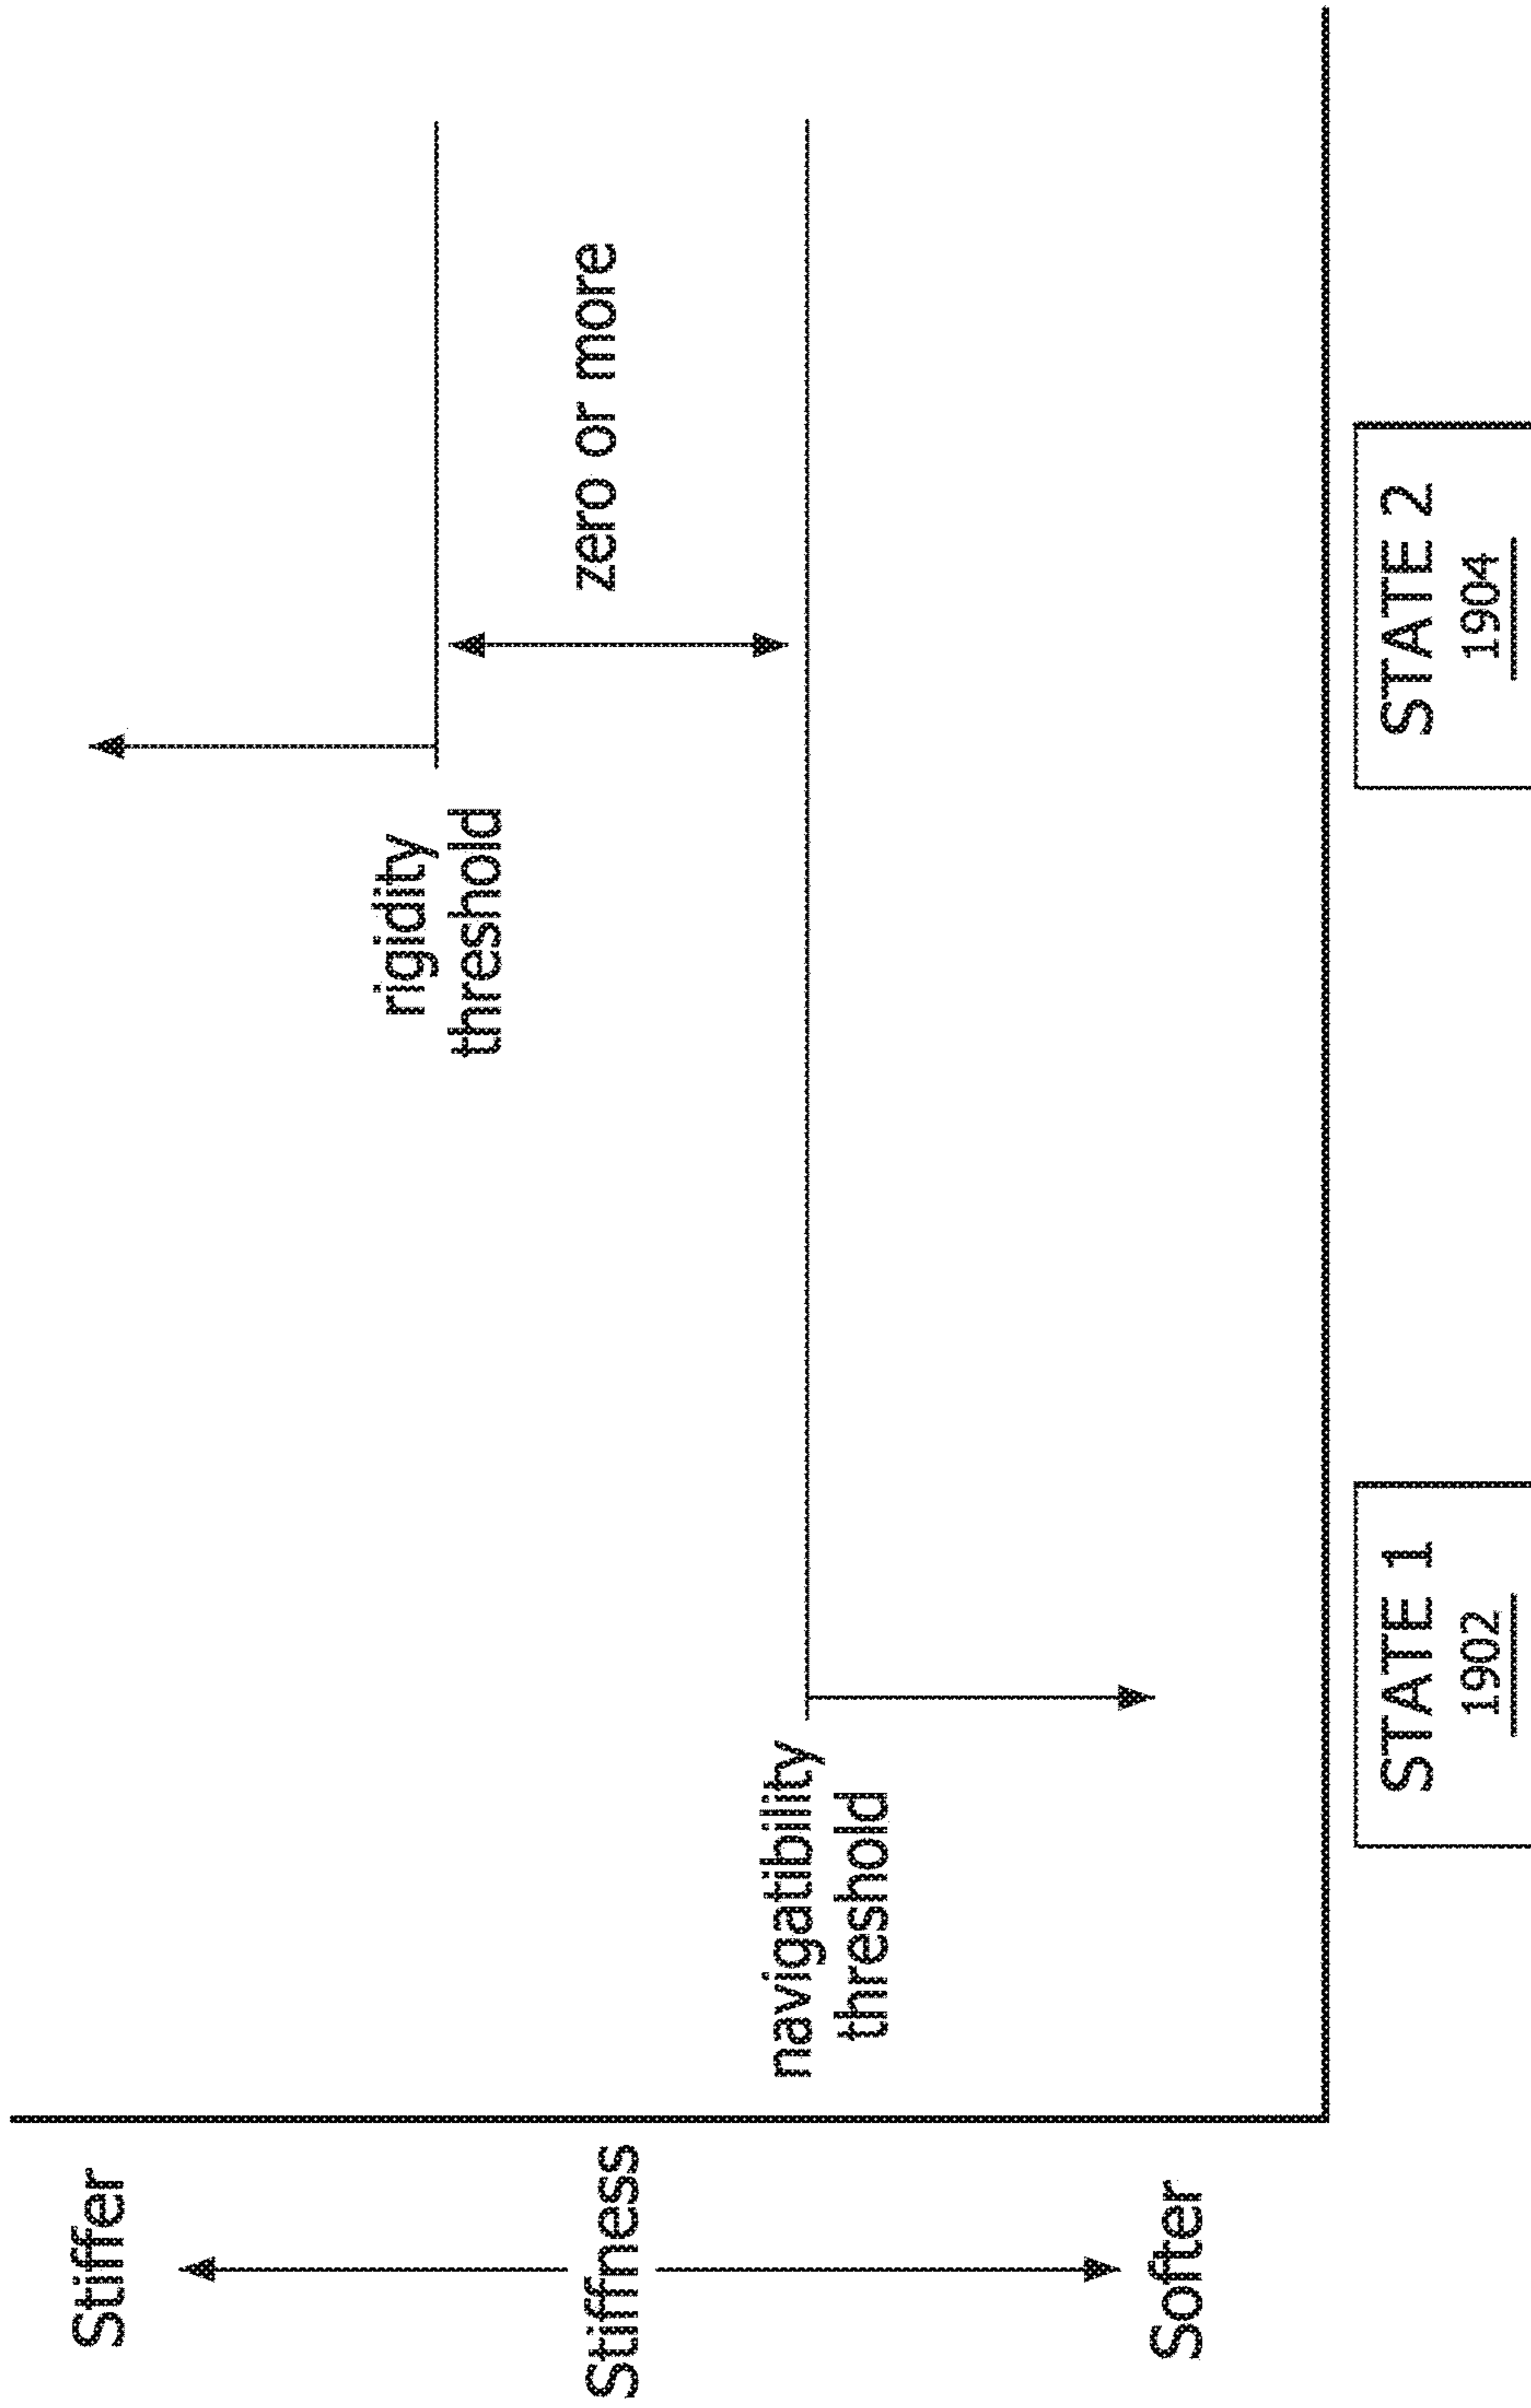 Stiffer
Stiffness
Softer
rigidity
threshold
zero or more
navigatibility
threshold
STATE 1
1902
STATE 2
1904